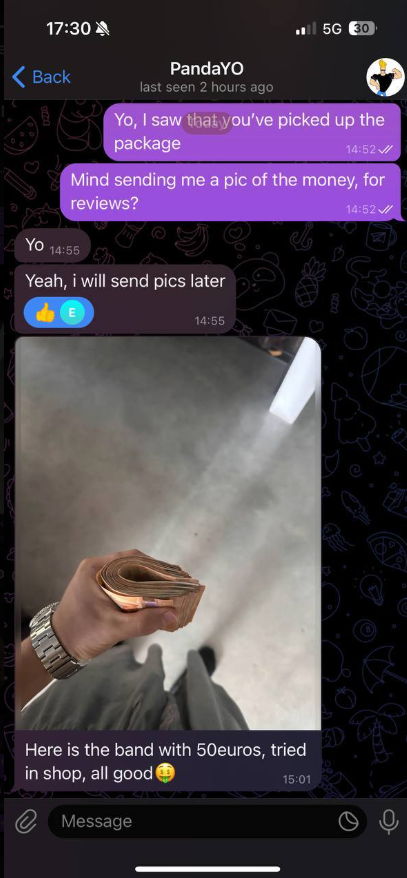 17:30
5G
30
Back
PandaYO
last seen 2 hours ago
Today
Yo, I saw that you've picked up the
package
14:52
Mind sending me a pic of the money, for
reviews?
14:52
Yo 14:55
Yeah, i will send pics later
👍 E
14:55
Here is the band with 50euros, tried
in shop, all good🤑
15:01
Message